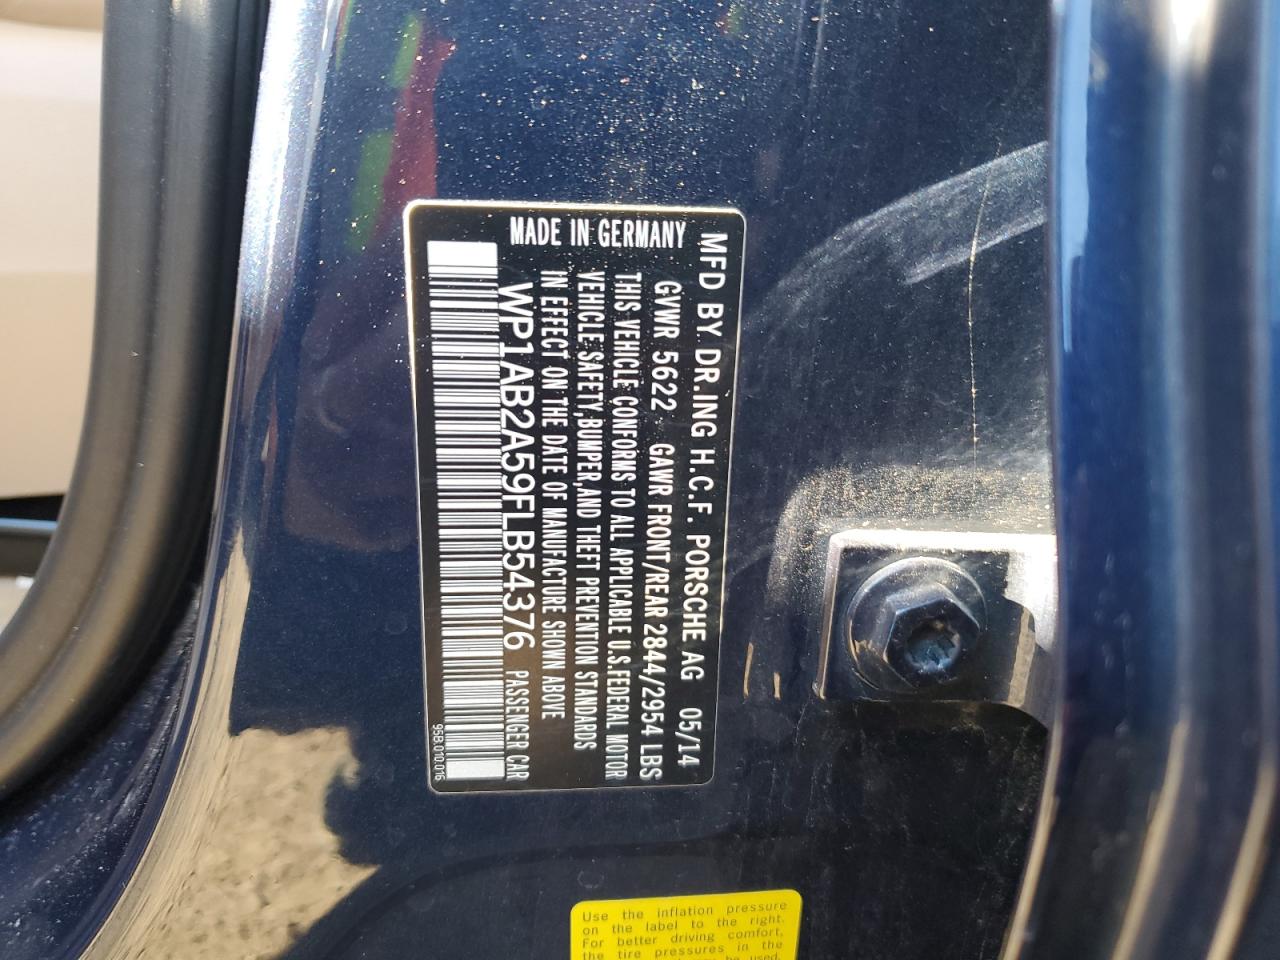 MFD BY DR.ING H.C.F. PORSCHE AG 05/14
GVWR 5622 GAWR FRONT/REAR 2844/2954 LBS
THIS VEHICLE CONFORMS TO ALL APPLICABLE U.S.FEDERAL MOTOR
VEHICLE SAFETY,BUMPER,AND THEFT PREVENTION STANDARDS
IN EFFECT ON THE DATE OF MANUFACTURE SHOWN ABOVE
WP1AB2A59FLB54376 PASSENGER CAR
95B.010.016
MADE IN GERMANY
Use the inflation pressure
on the label to the right.
For better driving comfort,
the tire pressures in the
be used.